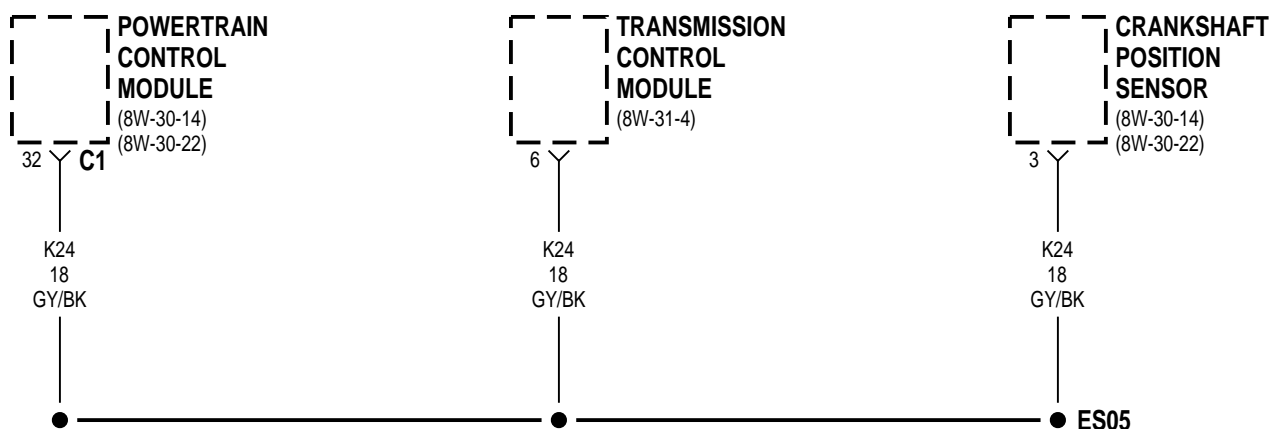 POWERTRAIN
CONTROL
MODULE
(8W-30-14)
(8W-30-22)
32
C1
K24
18
GY/BK
TRANSMISSION
CONTROL
MODULE
(8W-31-4)
6
K24
18
GY/BK
CRANKSHAFT
POSITION
SENSOR
(8W-30-14)
(8W-30-22)
3
K24
18
GY/BK
ES05